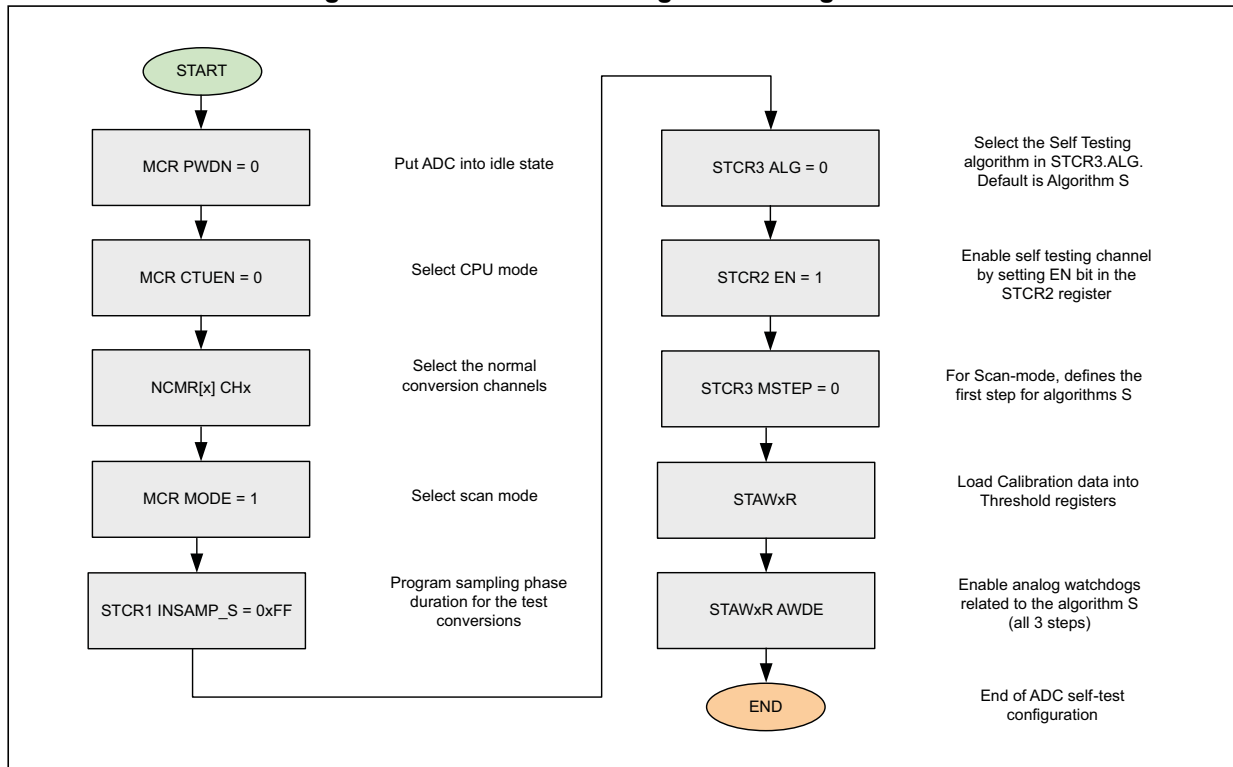 START
MCR PWDN = 0
Put ADC into idle state
MCR CTUEN = 0
Select CPU mode
NCMR[x] CHx
Select the normal
conversion channels
MCR MODE = 1
Select scan mode
STCR1 INSAMP_S = 0xFF
Program sampling phase
duration for the test
conversions
STCR3 ALG = 0
Select the Self Testing
algorithm in STCR3.ALG.
Default is Algorithm S
STCR2 EN = 1
Enable self testing channel
by setting EN bit in the
STCR2 register
STCR3 MSTEP = 0
For Scan-mode, defines the
first step for algorithms S
STAWxR
Load Calibration data into
Threshold registers
STAWxR AWDE
Enable analog watchdogs
related to the algorithm S
(all 3 steps)
END
End of ADC self-test
configuration